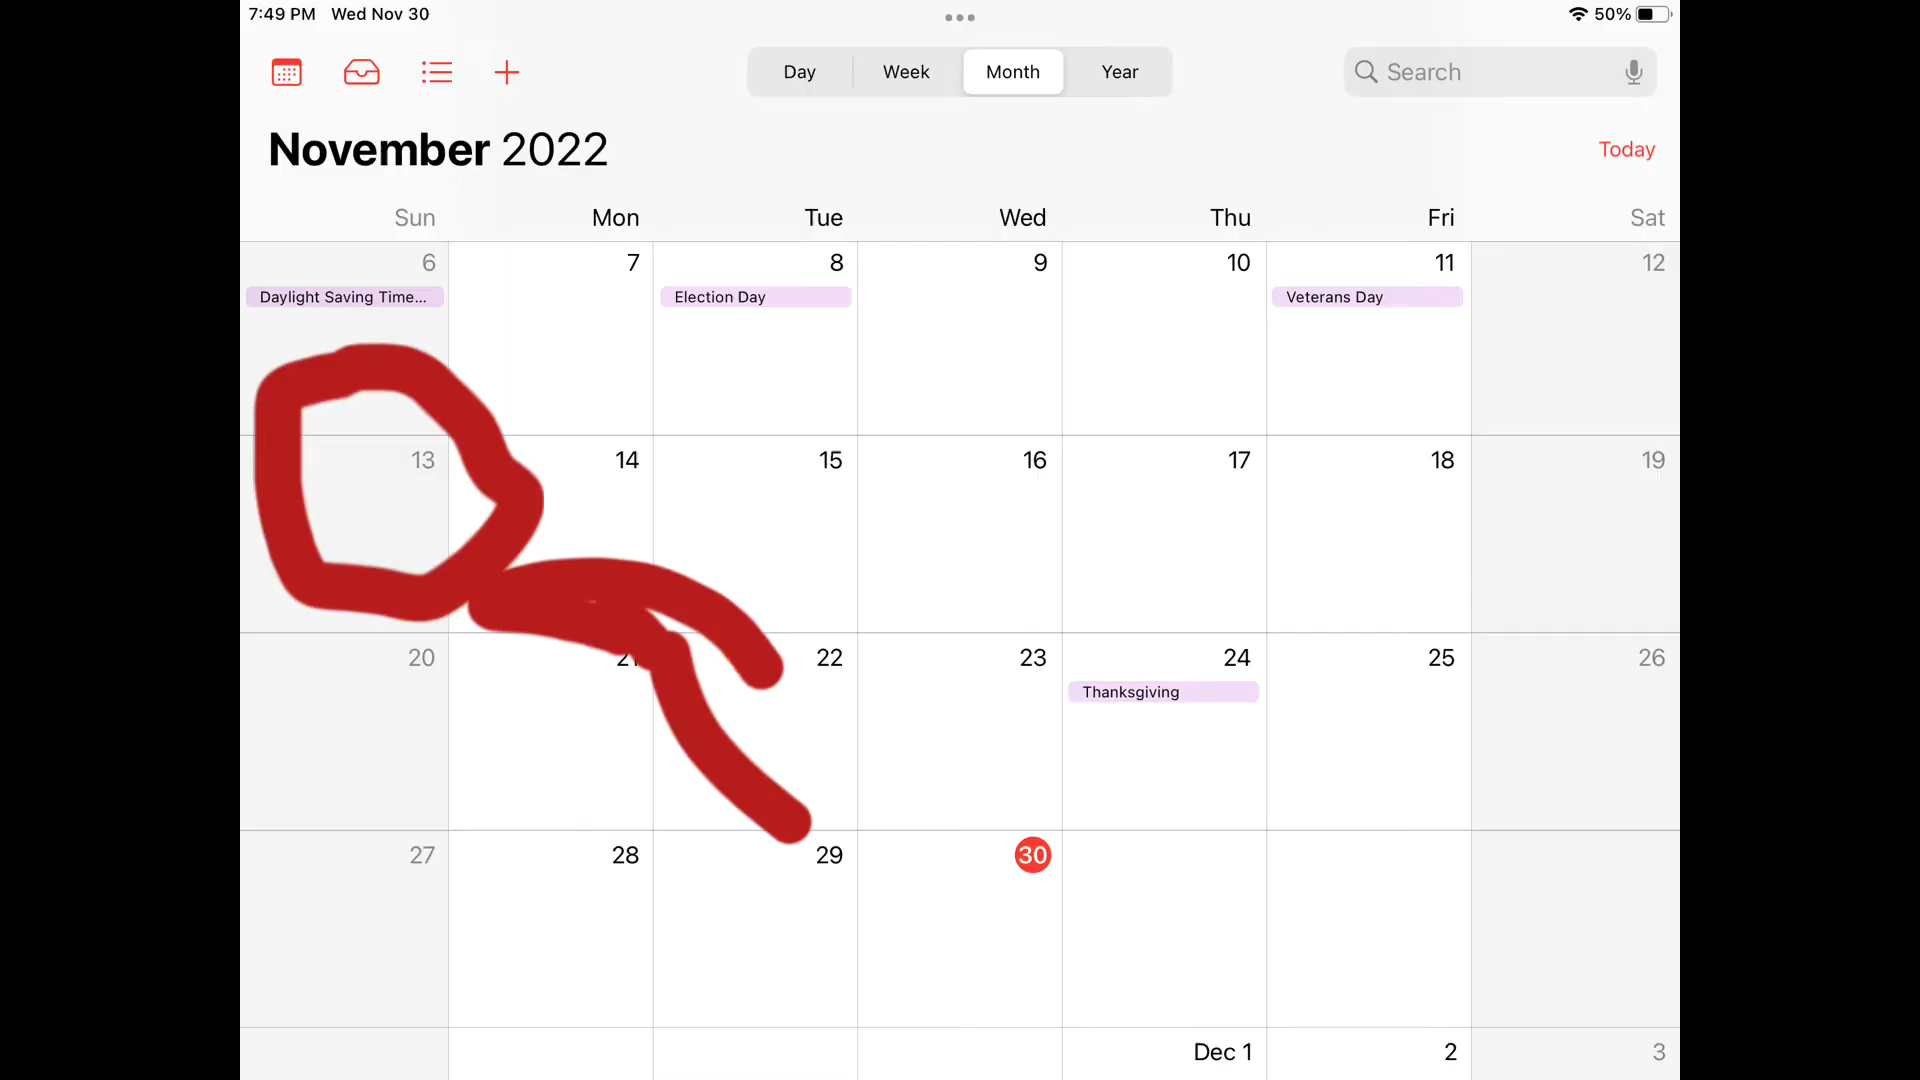 7:49 PM Wed Nov 30 50%
Day Week Month Year Search
November 2022 Today
Sun Mon Tue Wed Thu Fri Sat
6 7 8 9 10 11 12
Daylight Saving Time... Election Day Veterans Day
13 14 15 16 17 18 19
20 21 22 23 24 25 26
Thanksgiving
27 28 29 30
Dec 1 2 3